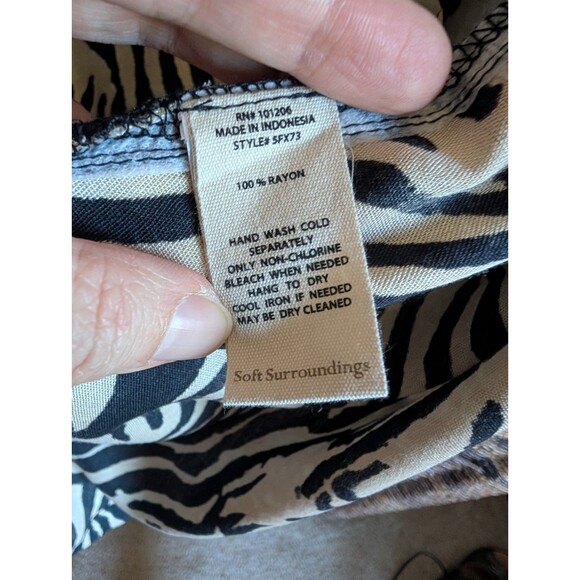 RN# 101206
MADE IN INDONESIA
STYLE# 5FX73
100 % RAYON
HAND WASH COLD
SEPARATELY
ONLY NON-CHLORINE
BLEACH WHEN NEEDED
HANG TO DRY
COOL IRON IF NEEDED
MAY BE DRY CLEANED
Soft Surroundings